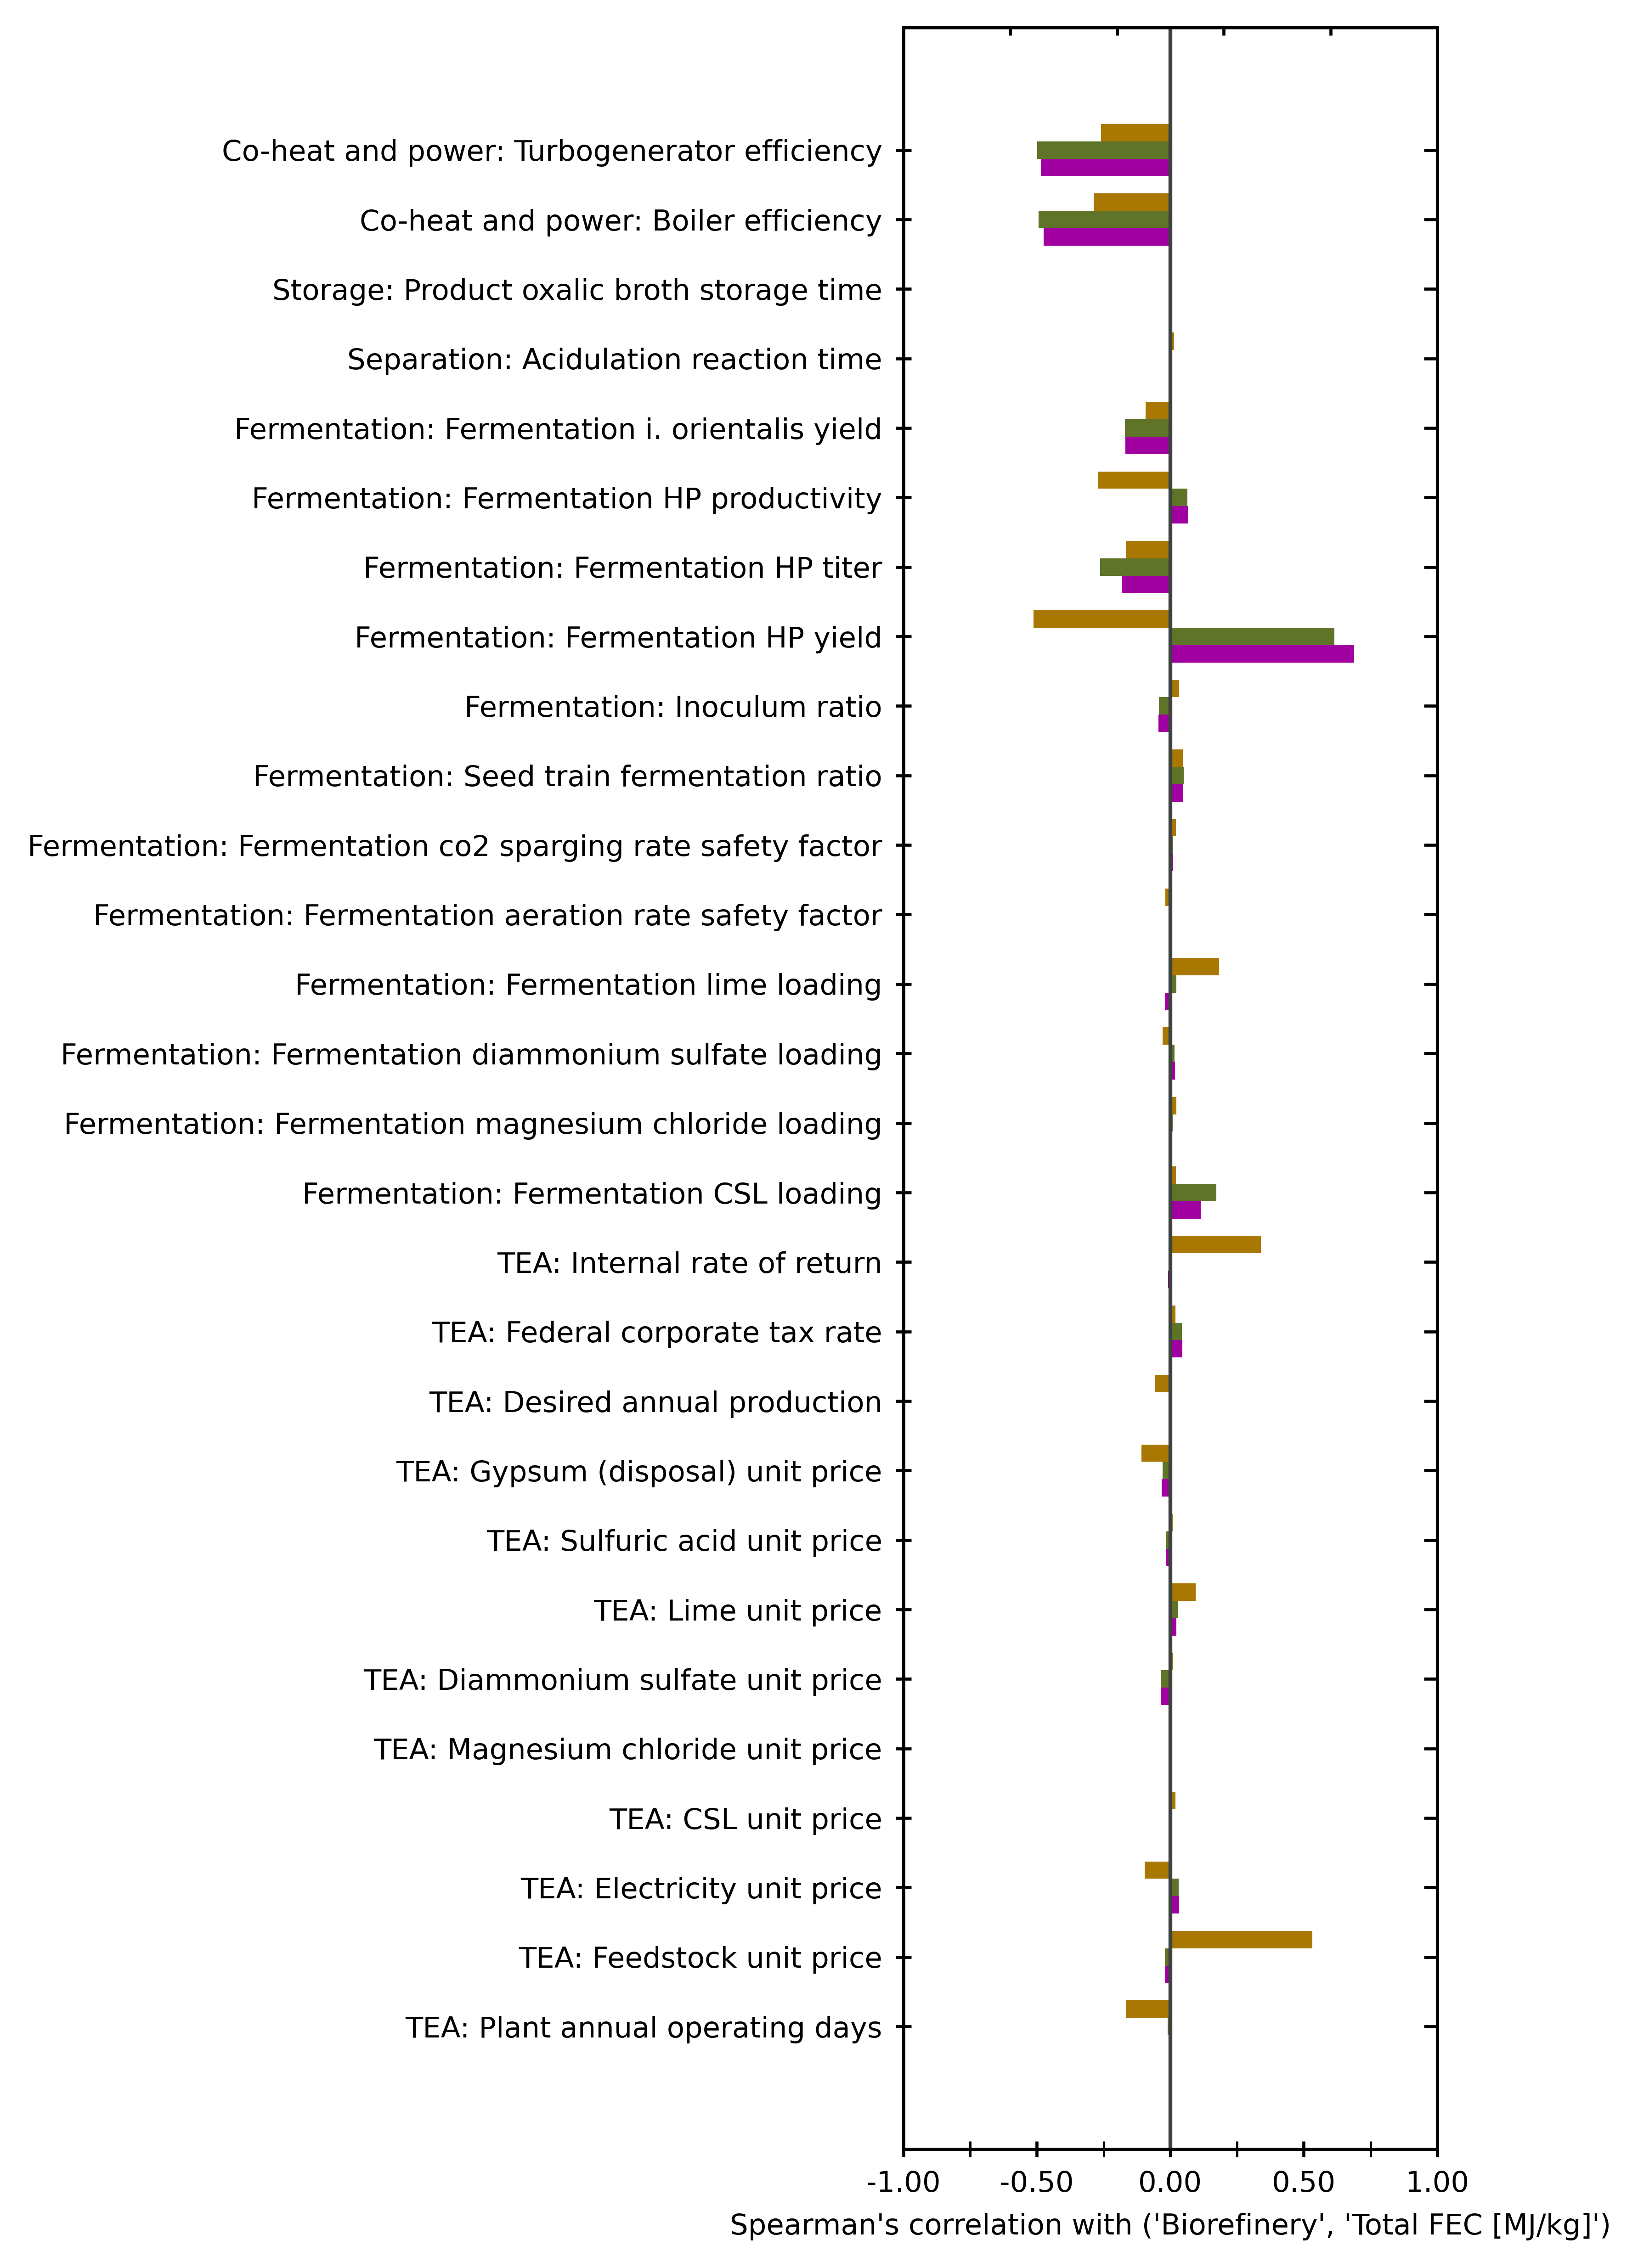 Co-heat and power: Turbogenerator efficiency
Co-heat and power: Boiler efficiency
Storage: Product oxalic broth storage time
Separation: Acidulation reaction time
Fermentation: Fermentation i. orientalis yield
Fermentation: Fermentation HP productivity
Fermentation: Fermentation HP titer
Fermentation: Fermentation HP yield
Fermentation: Inoculum ratio
Fermentation: Seed train fermentation ratio
Fermentation: Fermentation co2 sparging rate safety factor
Fermentation: Fermentation aeration rate safety factor
Fermentation: Fermentation lime loading
Fermentation: Fermentation diammonium sulfate loading
Fermentation: Fermentation magnesium chloride loading
Fermentation: Fermentation CSL loading
TEA: Internal rate of return
TEA: Federal corporate tax rate
TEA: Desired annual production
TEA: Gypsum (disposal) unit price
TEA: Sulfuric acid unit price
TEA: Lime unit price
TEA: Diammonium sulfate unit price
TEA: Magnesium chloride unit price
TEA: CSL unit price
TEA: Electricity unit price
TEA: Feedstock unit price
TEA: Plant annual operating days
-1.00 -0.50 0.00 0.50 1.00
Spearman's correlation with ('Biorefinery', 'Total FEC [MJ/kg]')